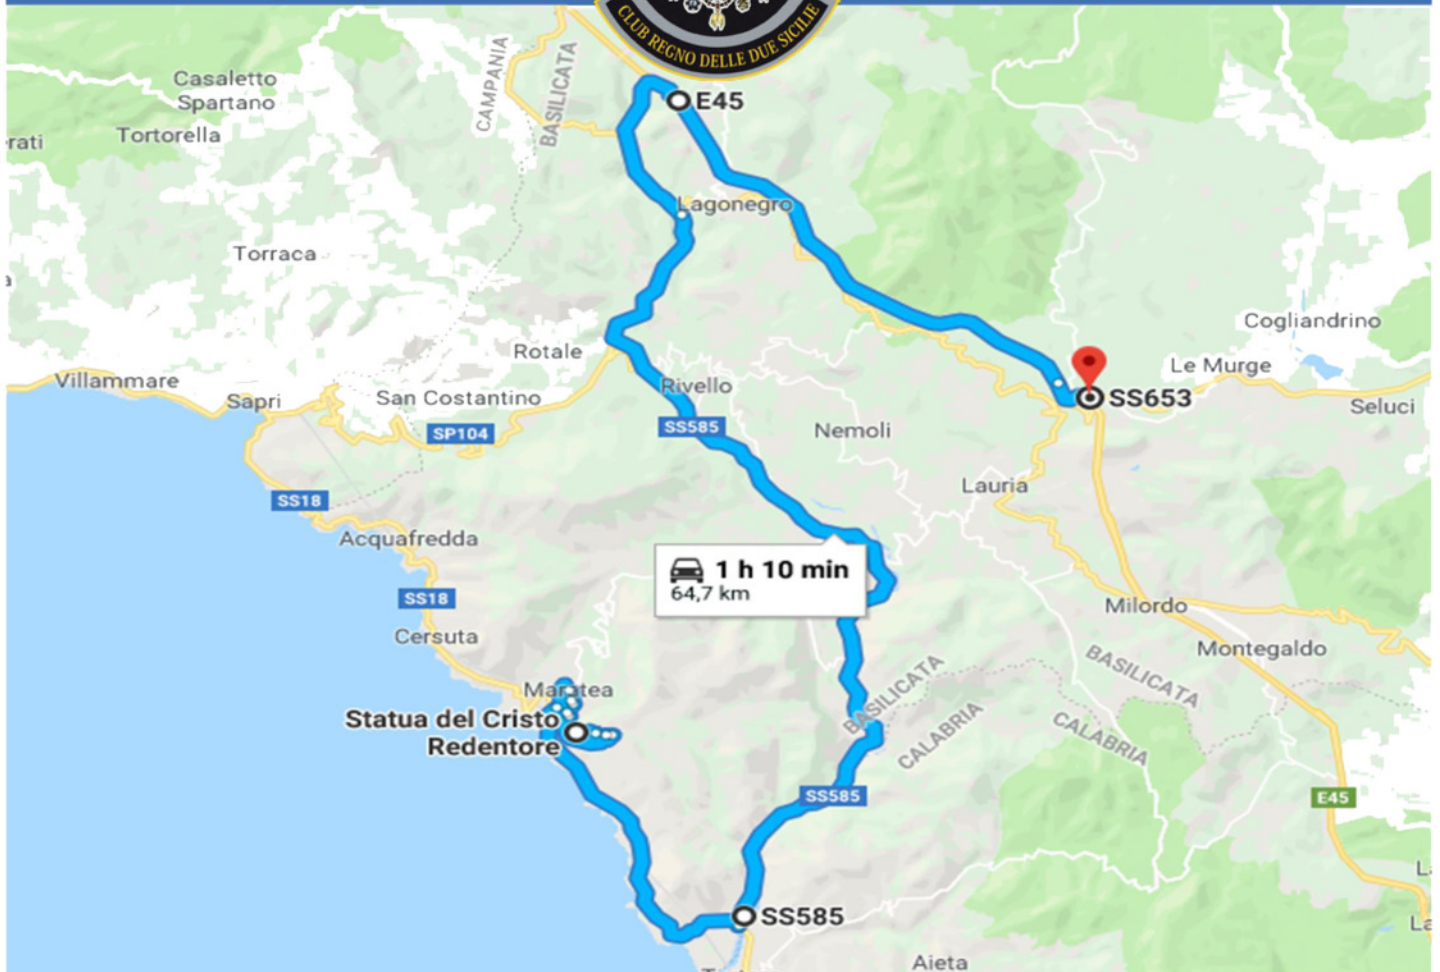 CLUB REGNO DELLE DUE SICILIE
CAMPANIA
BASILICATA
Casaletto
Spartano
E45
Tortorella
rati
Lagonegro
Torraca
Cogliandrino
Rotale
Le Murge
Villammare
Rivello
San Costantino
SS653
Sapri
Seluci
SS585
SP104
Nemoli
Lauria
SS18
Acquafredda
1 h 10 min
64,7 km
SS18
Milordo
Cersuta
Montegaldo
BASILICATA
BASILICATA
Maratea
Statua del Cristo
Redentore
CALABRIA
CALABRIA
SS585
E45
SS585
Aieta